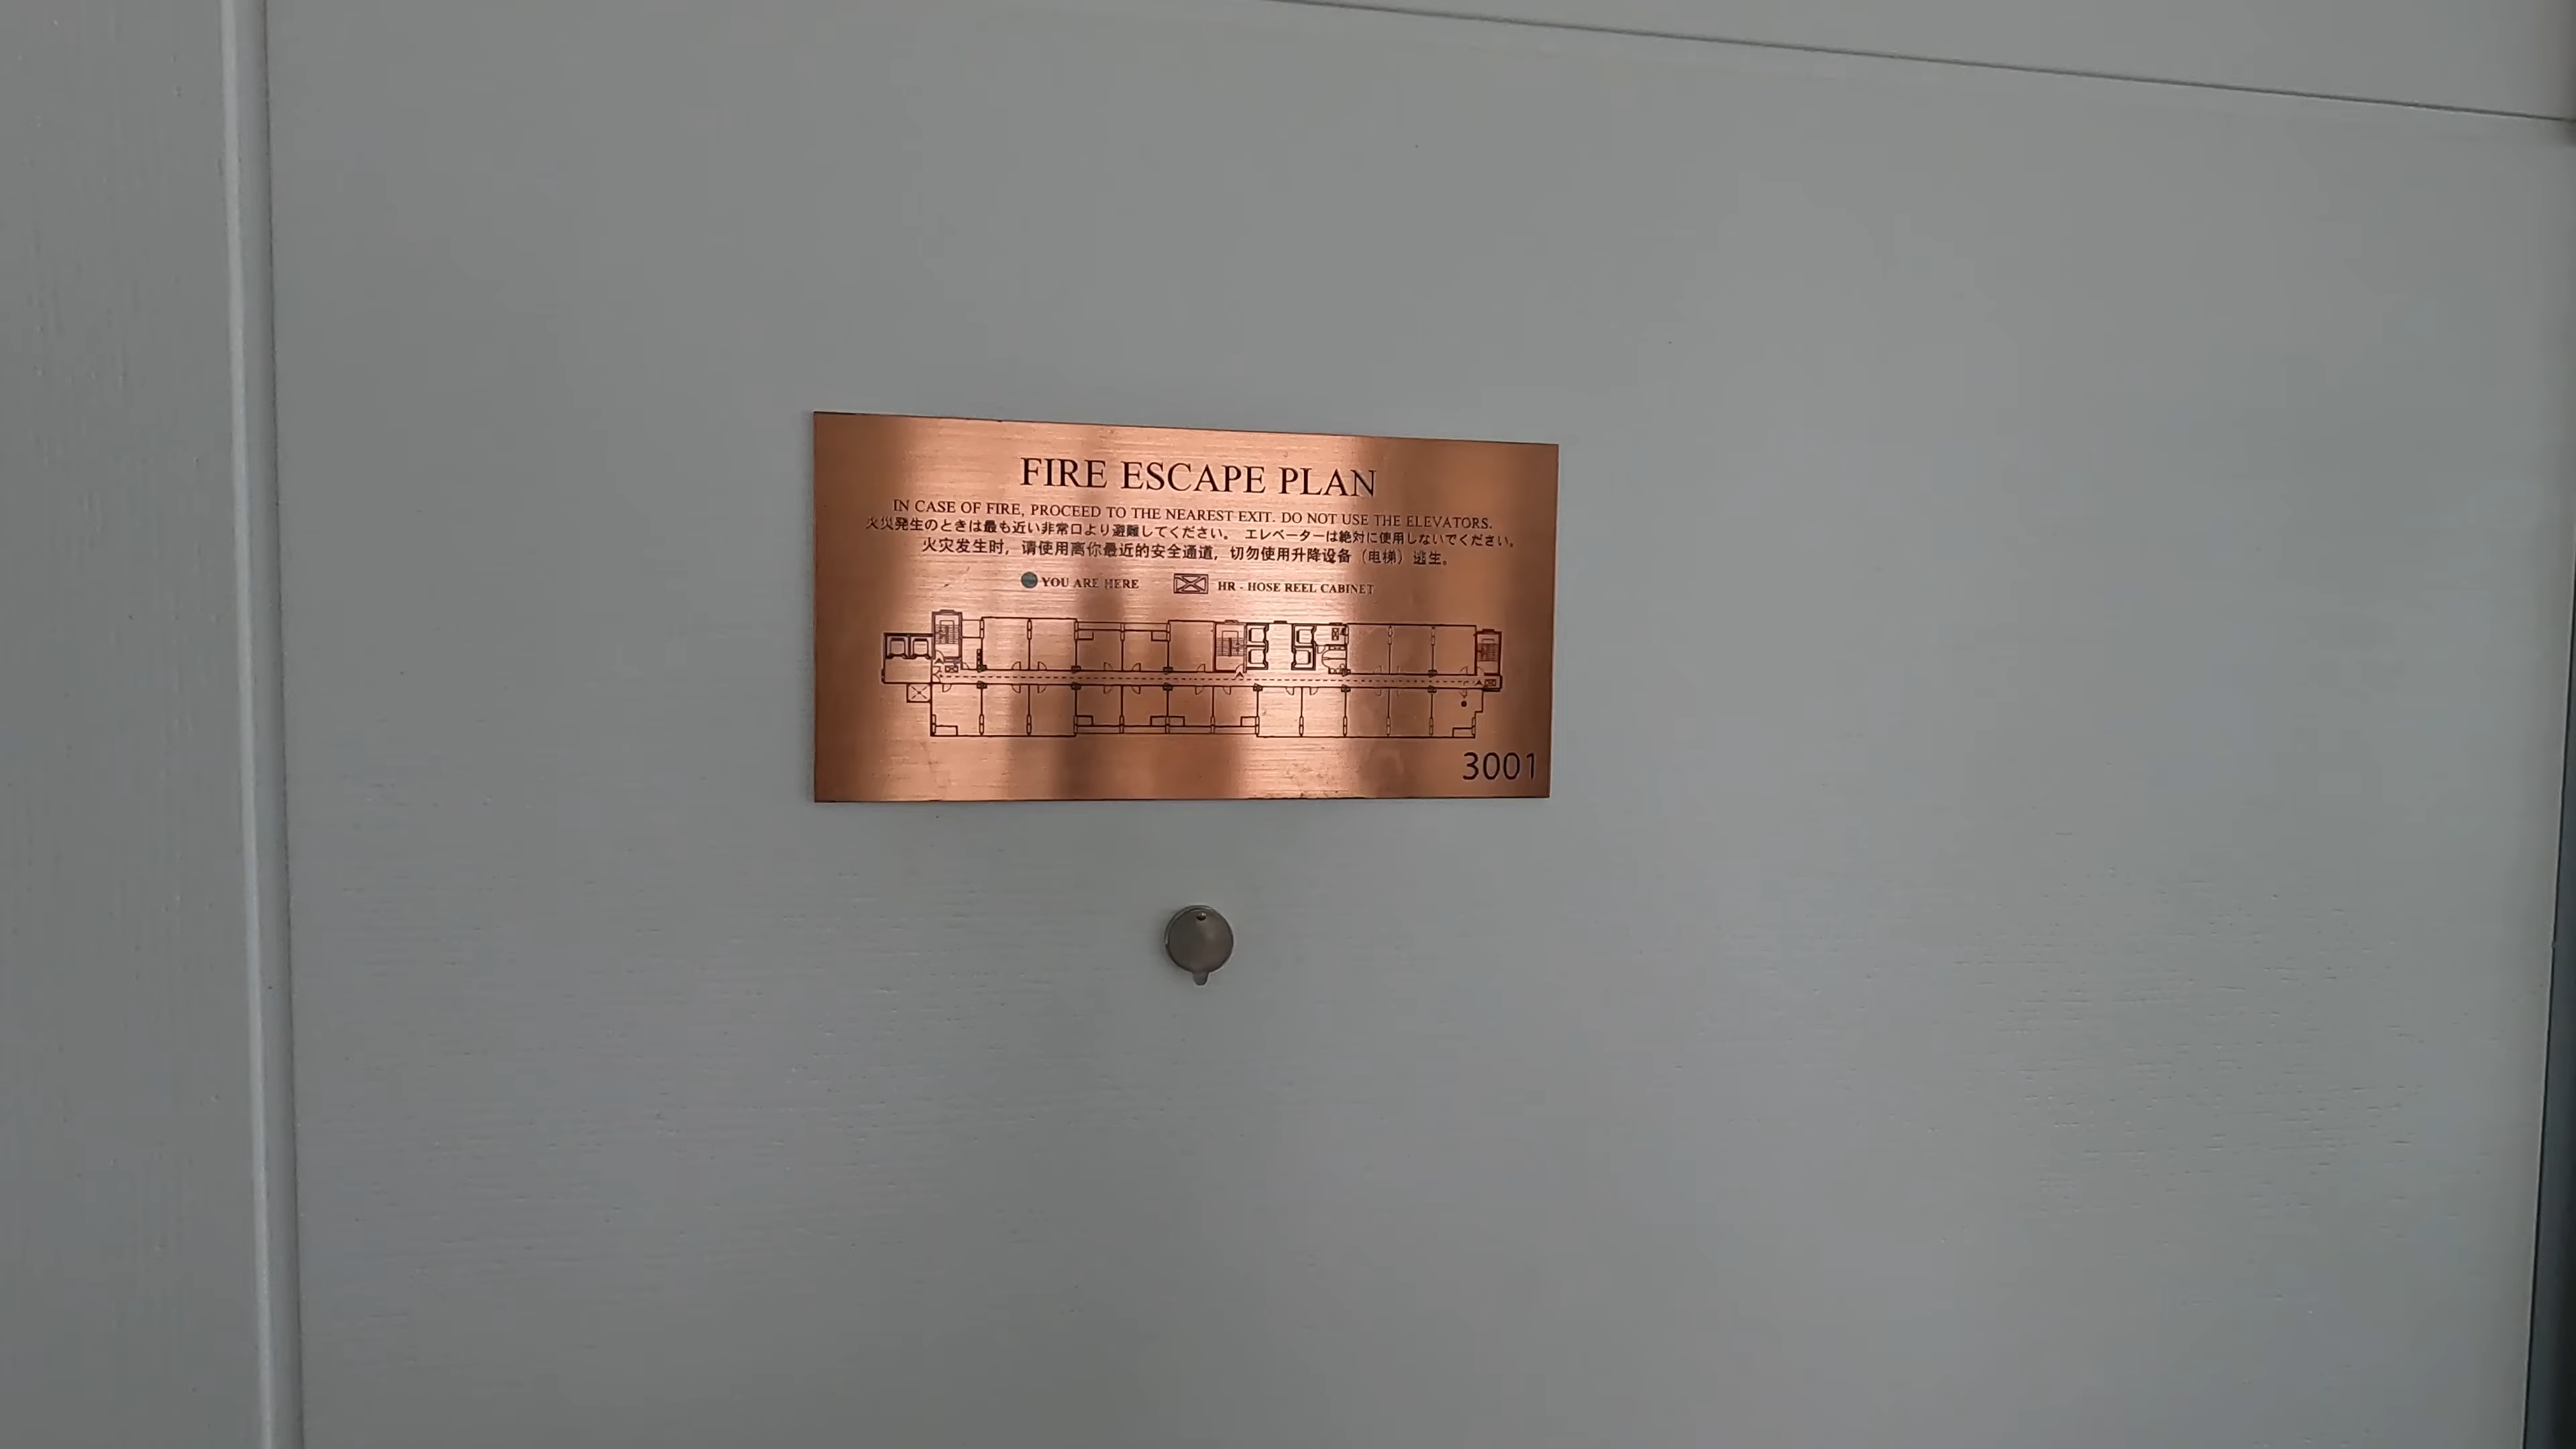 FIRE ESCAPE PLAN
IN CASE OF FIRE, PROCEED TO THE NEAREST EXIT. DO NOT USE THE ELEVATORS.
火災発生のときは最も近い非常口より避難してください。 エレベーターは絶対に使用しないでください。
火灾发生时，请使用离你最近的安全通道，切勿使用升降设备（电梯）逃生。
YOU ARE HERE HR - HOSE REEL CABINET
3001